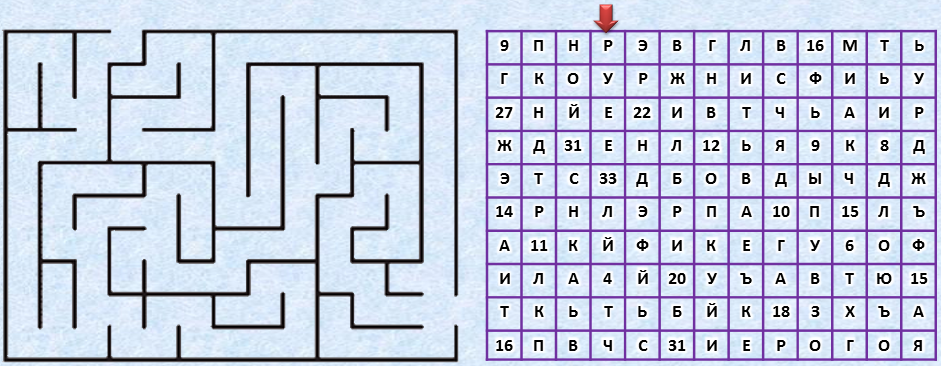 9 П Н Р Э В Г Л В 16 М Т Ь
Г К О У Р Ж Н И С Ф И Ь У
27 Н Й Е 22 И В Т Ч Ь А И Р
Ж Д 31 Е Н Л 12 Ь Я 9 К 8 Д
Э Т С 33 Д Б О В Д Ы Ч Д Ж
14 Р Н Л Э Р П А 10 П 15 Л Ъ
А 11 К Й Ф И К Е Г У 6 О Ф
И Л А 4 Й 20 У Ъ А В Т Ю 15
Т К Ь Т Ь Б Й К 18 З Х Ъ А
16 П В Ч С 31 И Е Р О Г О Я